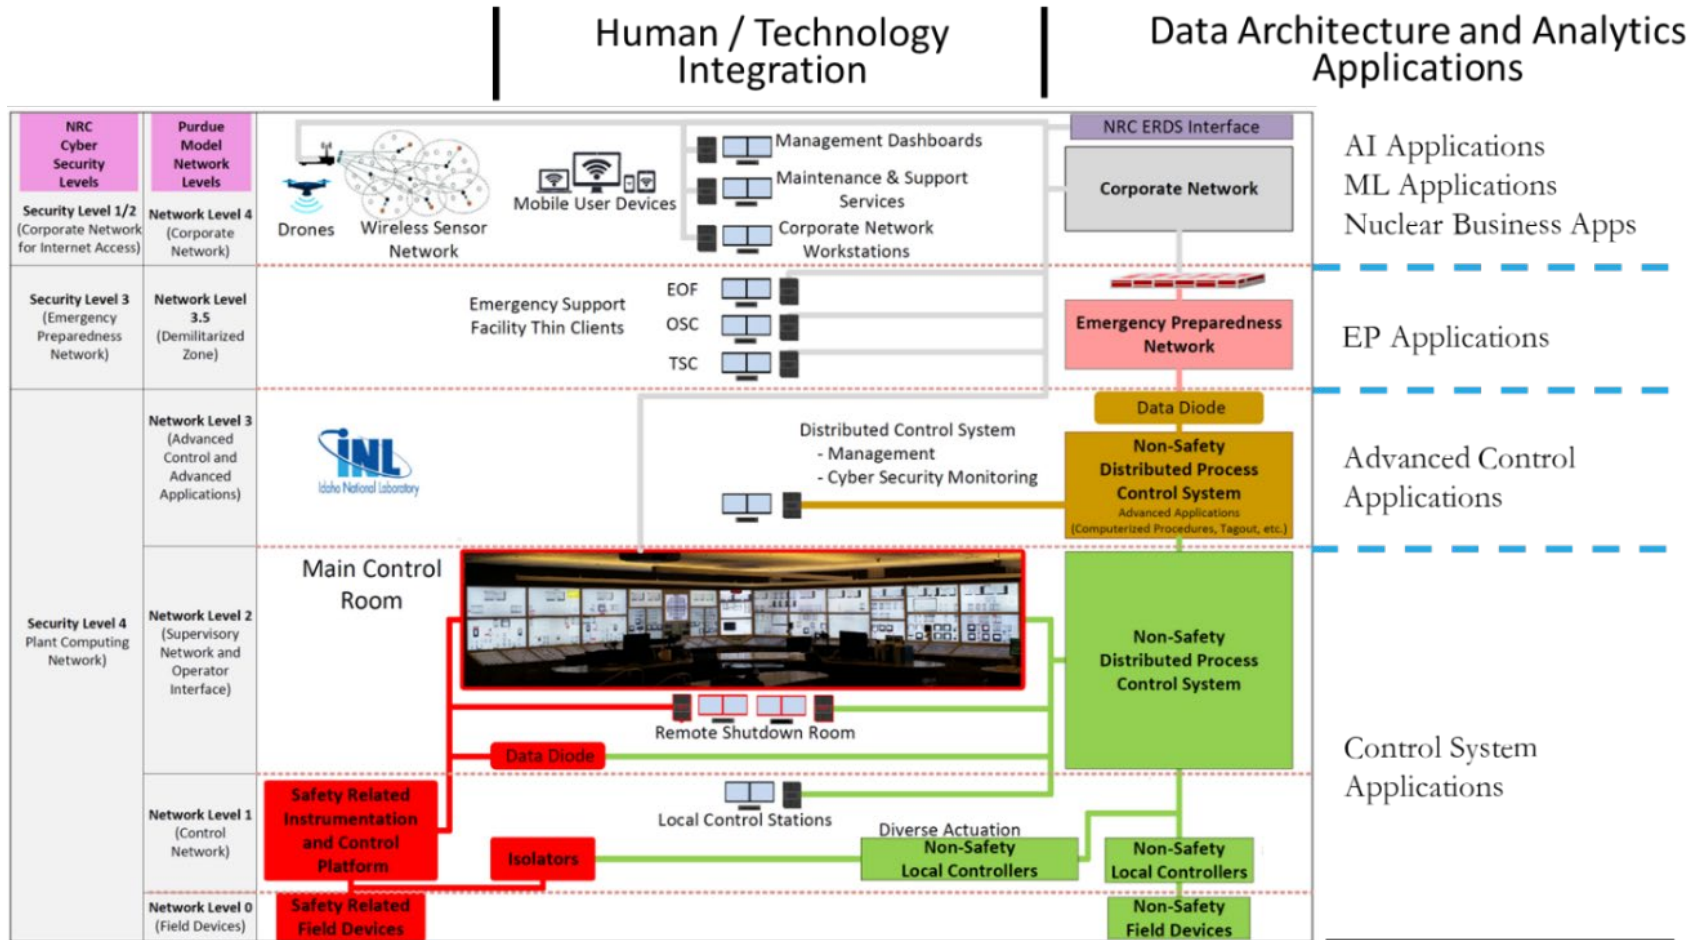 Human / Technology
Integration
Data Architecture and Analytics
Applications
NRC
Cyber
Security
Levels
Purdue
Model
Network
Levels
Security Level 1/2
(Corporate Network
for Internet Access)
Network Level 4
(Corporate
Network)
Drones
Wireless Sensor
Network
Mobile User Devices
Management Dashboards
Maintenance & Support
Services
Corporate Network
Workstations
NRC ERDS Interface
Corporate Network
AI Applications
ML Applications
Nuclear Business Apps
Security Level 3
(Emergency
Preparedness
Network)
Network Level
3.5
(Demilitarized
Zone)
Emergency Support
Facility Thin Clients
EOF
OSC
TSC
Emergency Preparedness
Network
EP Applications
Network Level 3
(Advanced
Control and
Advanced
Applications)
INL
Idaho National Laboratory
Distributed Control System
- Management
- Cyber Security Monitoring
Data Diode
Non-Safety
Distributed Process
Control System
Advanced Applications
(Computerized Procedures, Tagout, etc.)
Advanced Control
Applications
Security Level 4
Plant Computing
Network)
Network Level 2
(Supervisory
Network and
Operator
Interface)
Main Control
Room
Remote Shutdown Room
Data Diode
Non-Safety
Distributed Process
Control System
Control System
Applications
Network Level 1
(Control
Network)
Safety Related
Instrumentation
and Control
Platform
Isolators
Local Control Stations
Diverse Actuation
Non-Safety
Local Controllers
Non-Safety
Local Controllers
Network Level 0
(Field Devices)
Safety Related
Field Devices
Non-Safety
Field Devices